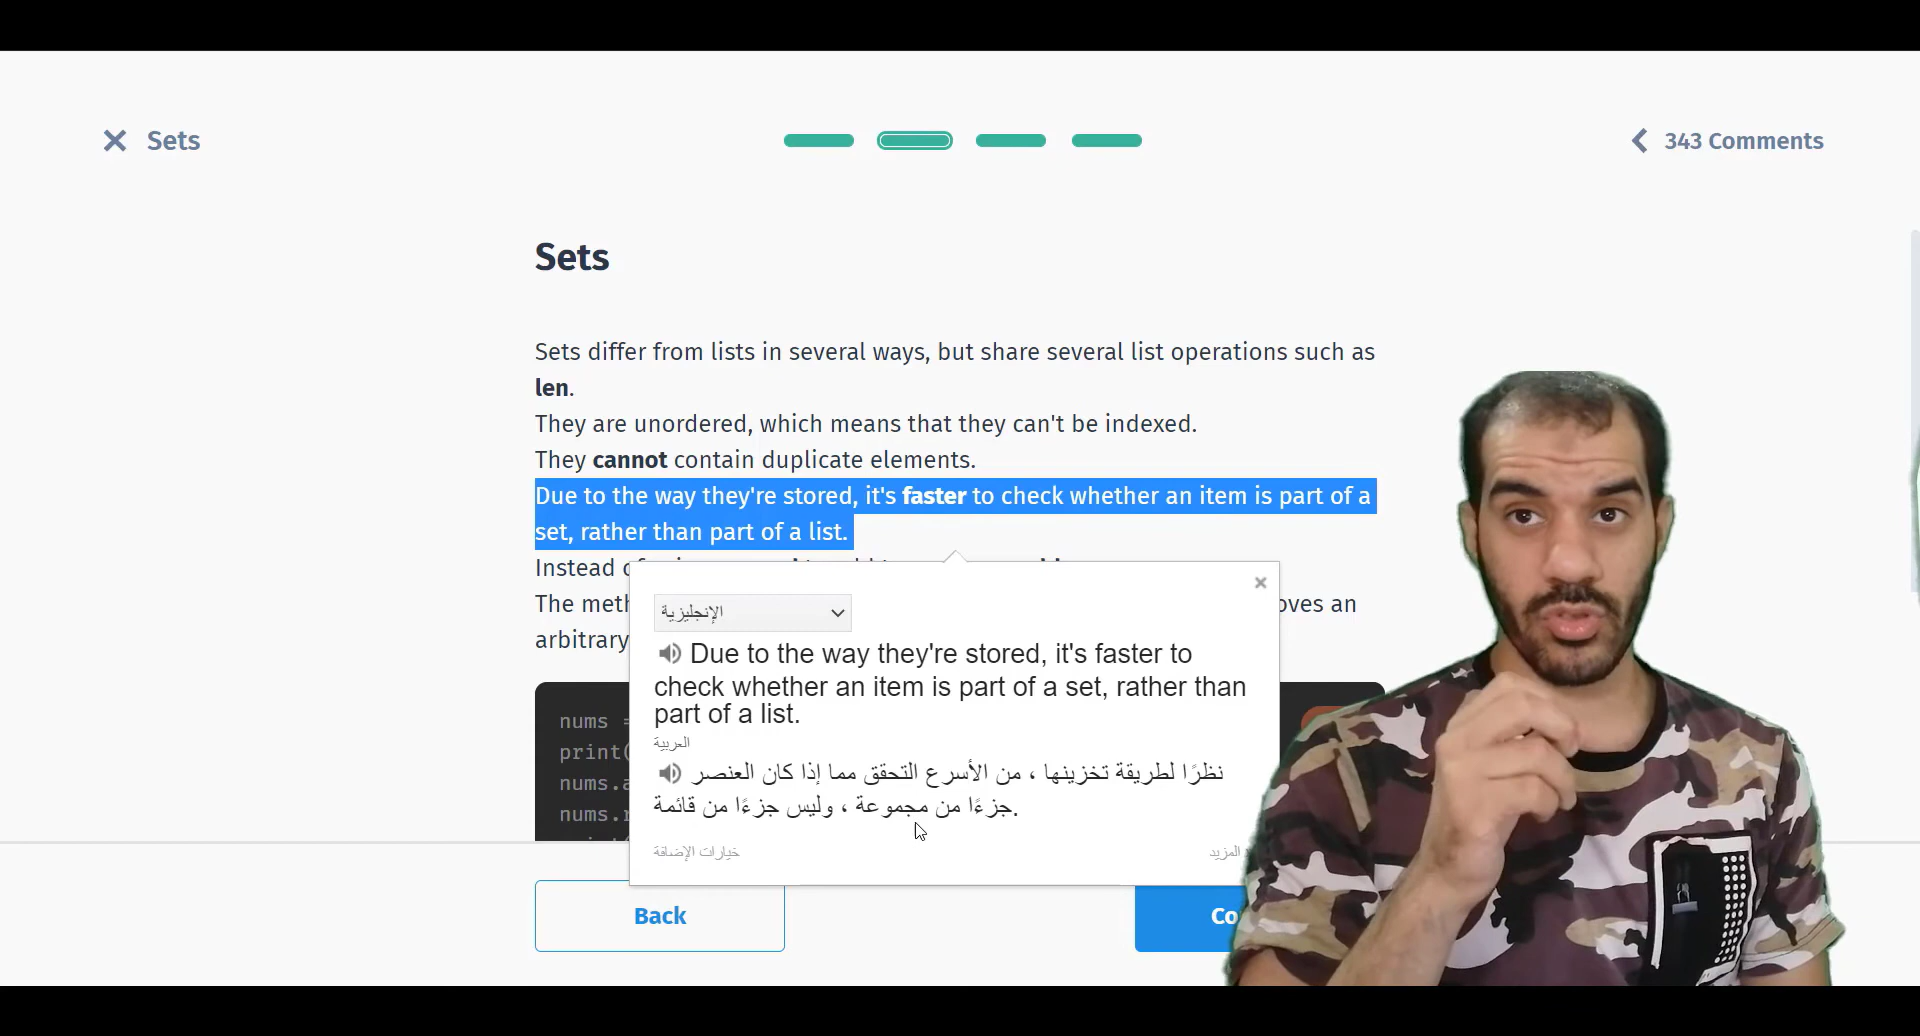 Sets
343 Comments
Sets
Sets differ from lists in several ways, but share several list operations such as
len.
They are unordered, which means that they can't be indexed.
They cannot contain duplicate elements.
Due to the way they're stored, it's faster to check whether an item is part of a
set, rather than part of a list.
Instead
The
oves an
arbitrary
الإنجليزية
Due to the way they're stored, it's faster to
check whether an item is part of a set, rather than
part of a list.
العربية
نظرًا لطريقة تخزينها ، من الأسرع التحقق مما إذا كان العنصر
جزءًا من مجموعة ، وليس جزءًا من قائمة.
خيارات الإضافة
المزيد
nums =
print(
nums.a
nums.r
Back
Co